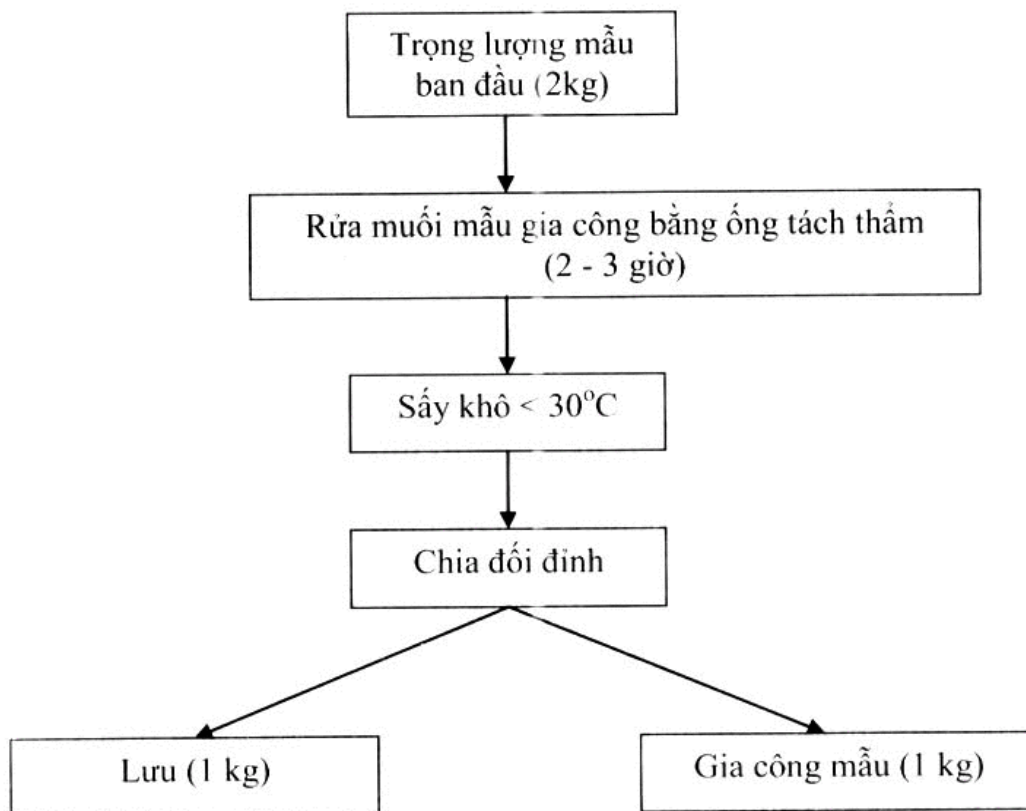 Trọng lượng mẫu
ban đầu (2kg)
Rửa muối mẫu gia công bằng ống tách thẩm
(2 - 3 giờ)
Sấy khô < 30°C
Chia đối đỉnh
Lưu (1 kg)
Gia công mẫu (1 kg)